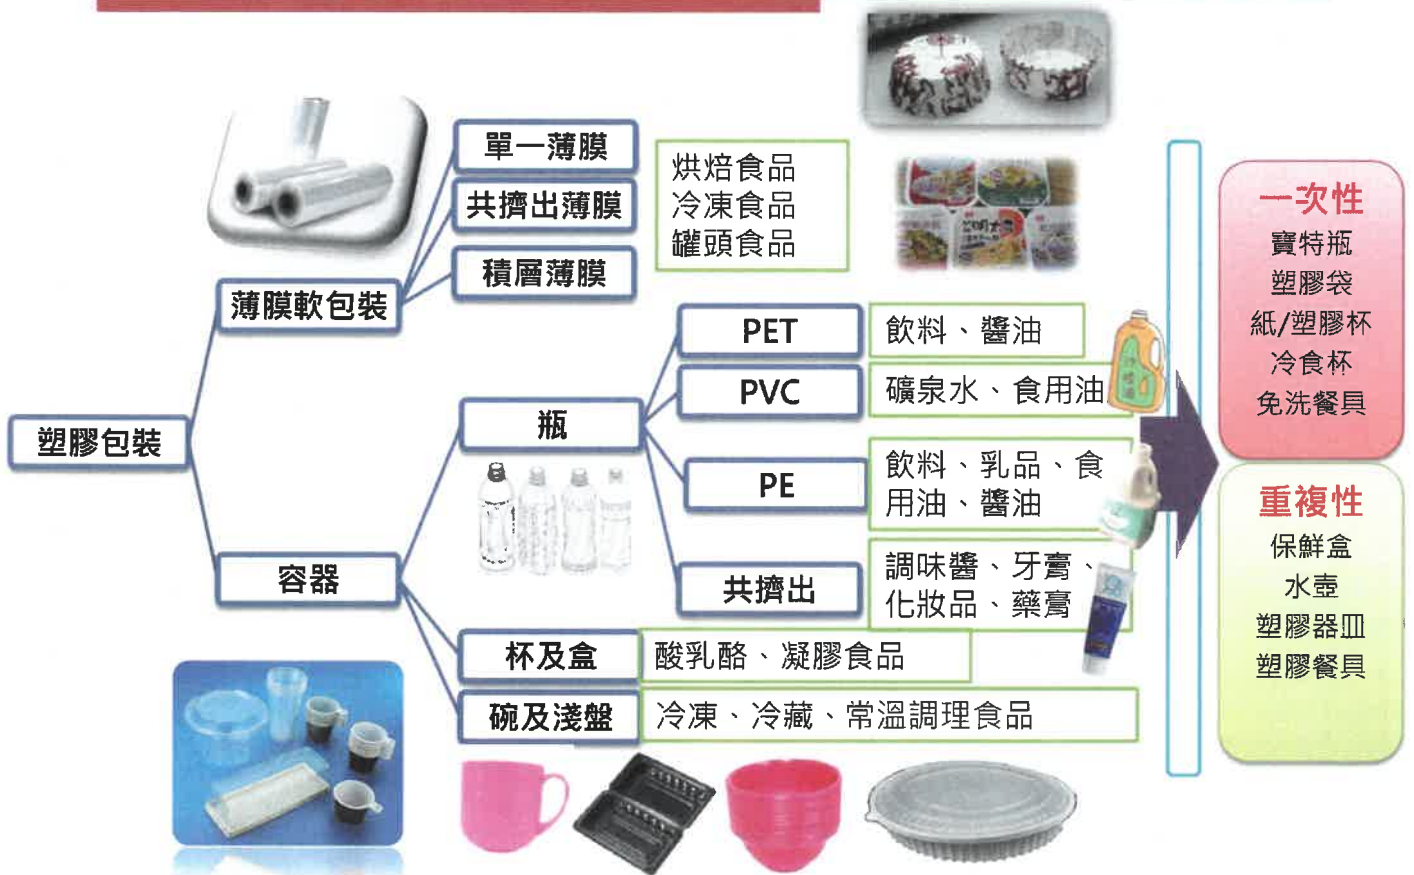 塑膠包裝
薄膜軟包裝
單一薄膜
共擠出薄膜
積層薄膜
烘焙食品
冷凍食品
罐頭食品
容器
瓶
PET
飲料、醬油
PVC
礦泉水、食用油
PE
飲料、乳品、食
用油、醬油
共擠出
調味醬、牙膏、
化妝品、藥膏
杯及盒
酸乳酪、凝膠食品
碗及淺盤
冷凍、冷藏、常溫調理食品
一次性
寶特瓶
塑膠袋
紙/塑膠杯
冷食杯
免洗餐具
重複性
保鮮盒
水壺
塑膠器皿
塑膠餐具